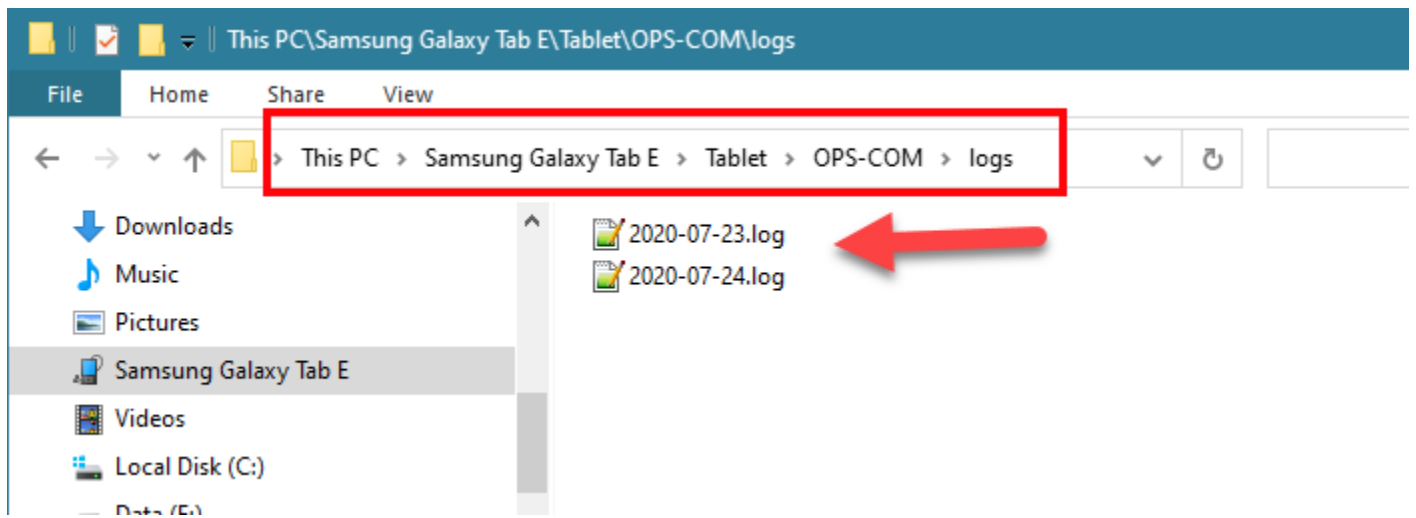 This PC\Samsung Galaxy Tab E\Tablet\OPS-COM\logs
File Home Share View
This PC > Samsung Galaxy Tab E > Tablet > OPS-COM > logs
Downloads
Music
Pictures
Samsung Galaxy Tab E
Videos
Local Disk (C:)
2020-07-23.log
2020-07-24.log